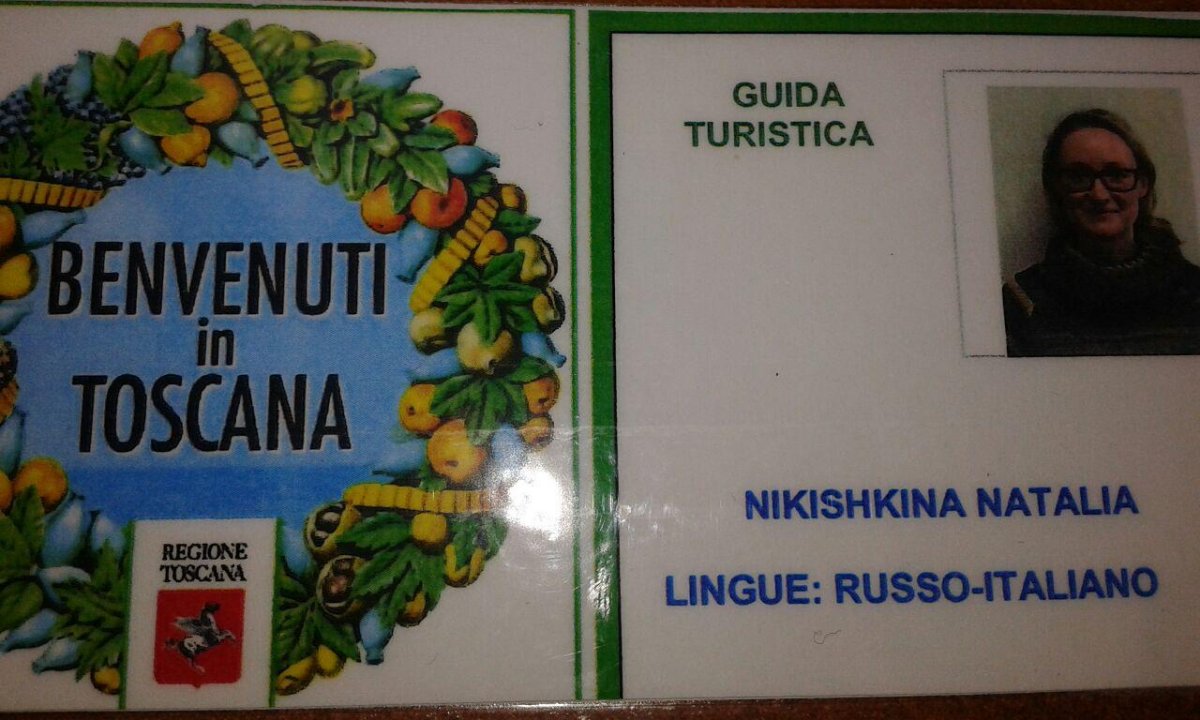 BENVENUTI
in
TOSCANA
REGIONE
TOSCANA
GUIDA
TURISTICA
NIKISHKINA NATALIA
LINGUE: RUSSO-ITALIANO